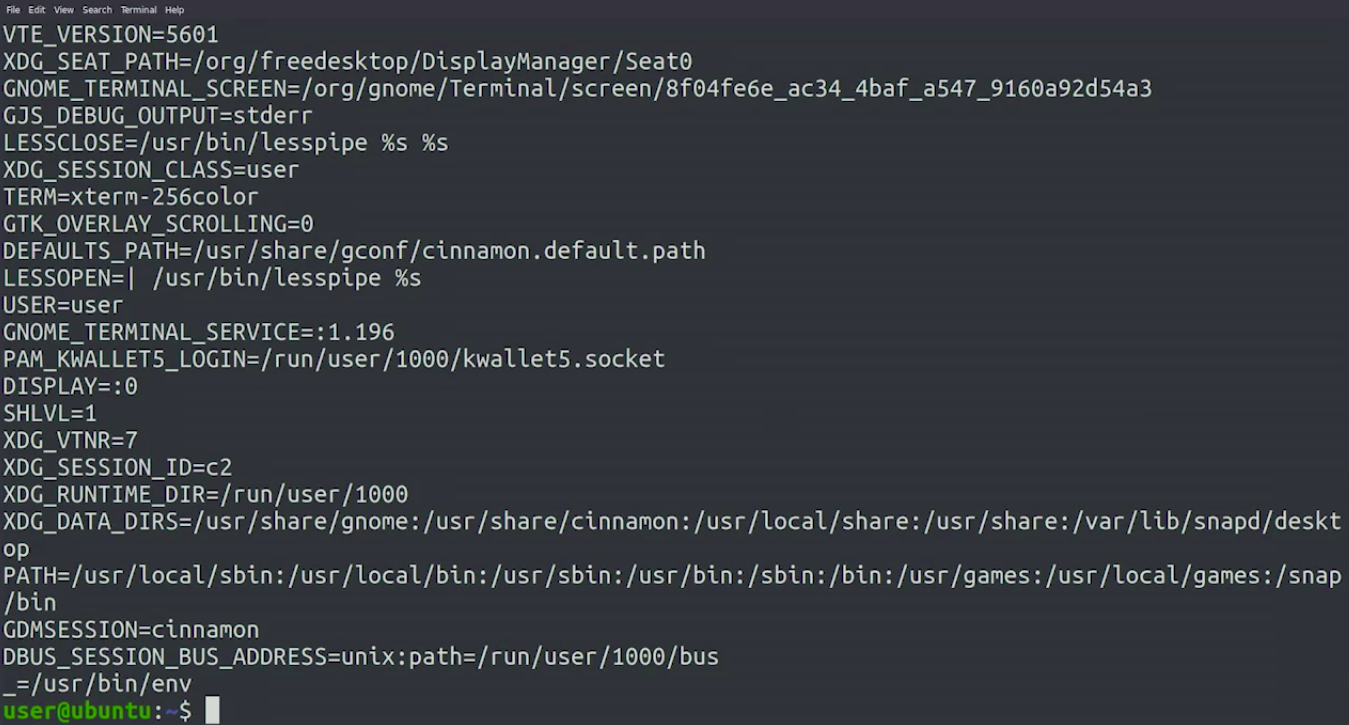 File Edit View Search Terminal Help
VTE_VERSION=5601
XDG_SEAT_PATH=/org/freedesktop/DisplayManager/Seat0
GNOME_TERMINAL_SCREEN=/org/gnome/Terminal/screen/8f04fe6e_ac34_4baf_a547_9160a92d54a3
GJS_DEBUG_OUTPUT=stderr
LESSCLOSE=/usr/bin/lesspipe %s %s
XDG_SESSION_CLASS=user
TERM=xterm-256color
GTK_OVERLAY_SCROLLING=0
DEFAULTS_PATH=/usr/share/gconf/cinnamon.default.path
LESSOPEN=| /usr/bin/lesspipe %s
USER=user
GNOME_TERMINAL_SERVICE=:1.196
PAM_KWALLET5_LOGIN=/run/user/1000/kwallet5.socket
DISPLAY=:0
SHLVL=1
XDG_VTNR=7
XDG_SESSION_ID=c2
XDG_RUNTIME_DIR=/run/user/1000
XDG_DATA_DIRS=/usr/share/gnome:/usr/share/cinnamon:/usr/local/share:/usr/share:/var/lib/snapd/deskt
op
PATH=/usr/local/sbin:/usr/local/bin:/usr/sbin:/usr/bin:/sbin:/bin:/usr/games:/usr/local/games:/snap
/bin
GDMSESSION=cinnamon
DBUS_SESSION_BUS_ADDRESS=unix:path=/run/user/1000/bus
_=/usr/bin/env
user@ubuntu:~$